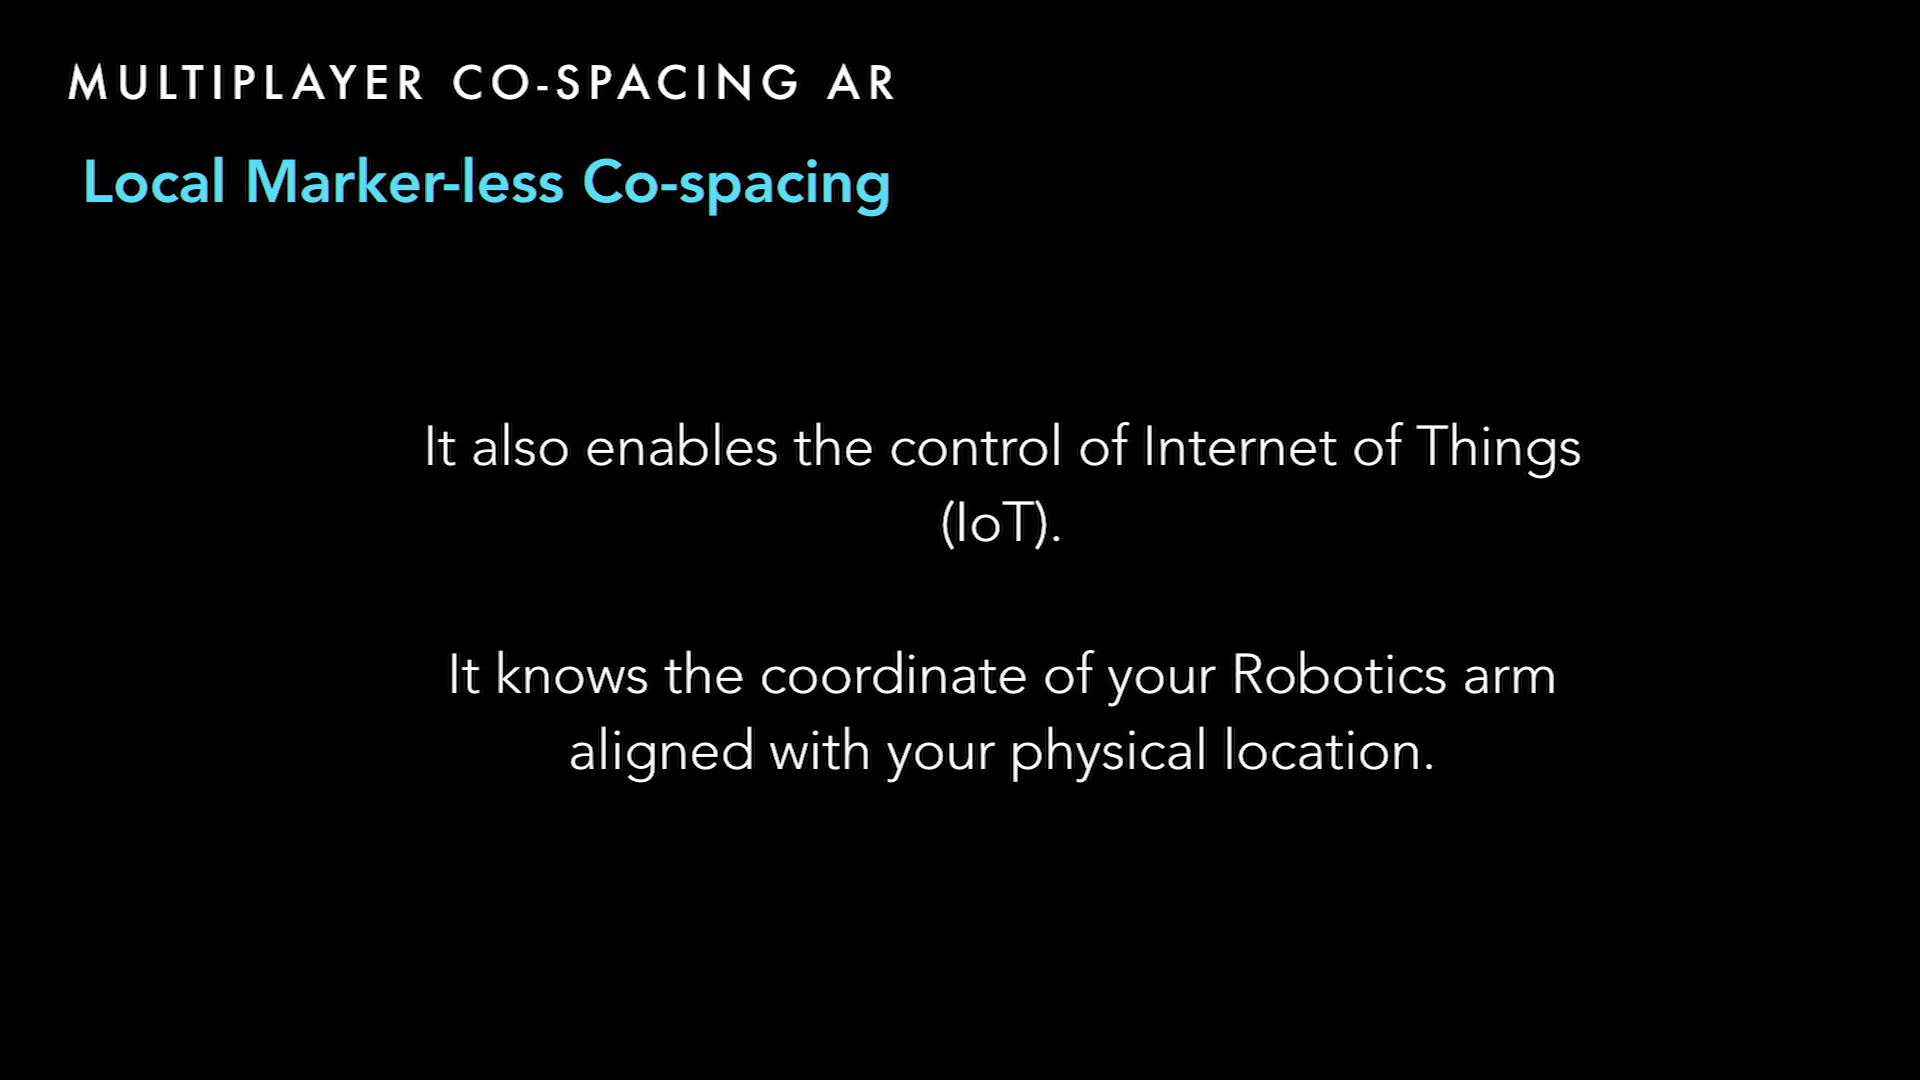 MULTIPLAYER CO-SPACING AR
Local Marker-less Co-spacing
It also enables the control of Internet of Things
(IoT).
It knows the coordinate of your Robotics arm
aligned with your physical location.